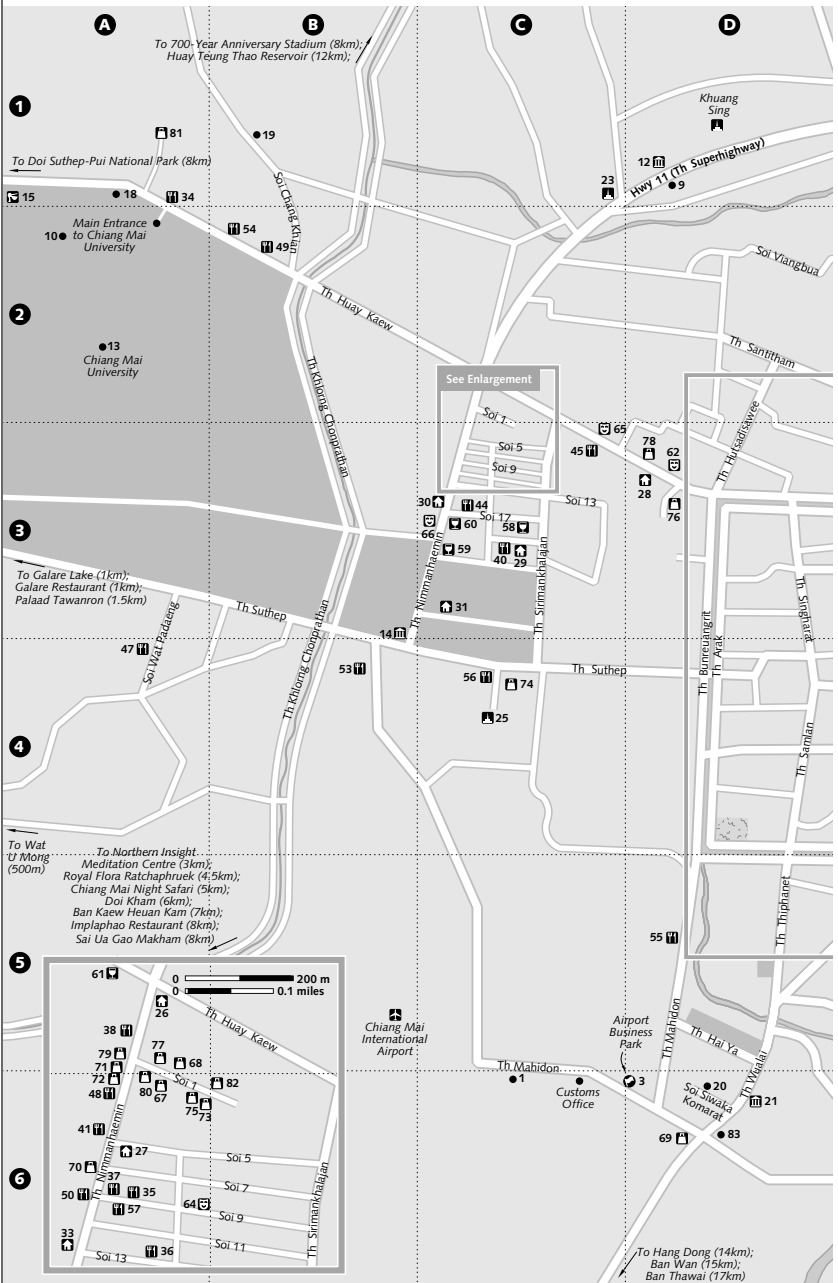 A
B
C
D
To 700-Year Anniversary Stadium (8km);
Huay Teung Thao Reservoir (12km);
1
Khuang
Sing
81
19
12
Hwy 11 (Th Superhighway)
To Doi Suthep-Pui National Park (8km)
9
23
15
18
34
Soi Chang Khian
Main Entrance
to Chiang Mai
University
10
54
49
Soi Viangbua
2
Th Huay Kaew
13
Chiang Mai
University
Th Santitham
Th Khlorng Chonprathan
See Enlargement
Th Hutsadisawee
Soi 1
65
Soi 5
45
78
62
Soi 9
28
30
44
Soi 13
76
Soi 17
66
60
58
3
59
40
29
To Galare Lake (1km);
Galare Restaurant (1km);
Palaad Tawanron (1.5km)
Th Nimmanhaemin
Th Sirimankhalajan
Th Singharat
31
Th Suthep
14
Soi Wat Padaeng
47
Th Khlorng Chonprathan
53
56
74
Th Suthep
Th Bunreuangrit
Th Arak
25
4
Th Samlan
To Wat
U Mong
(500m)
To Northern Insight
Meditation Centre (3km);
Royal Flora Ratchaphruek (4.5km);
Chiang Mai Night Safari (5km);
Doi Kham (6km);
Ban Kaew Heuan Kam (7km);
Implaphao Restaurant (8km);
Sai Ua Gao Makham (8km)
Th Thiphanet
55
5
61
0 200 m
0 0.1 miles
26
Th Huay Kaew
38
Chiang Mai
International
Airport
Airport
Business
Park
Th Mahidon
Th Hai Ya
Th Wualai
79
77
71
68
72
Soi 1
82
48
80
67
75
73
Th Mahidon
1
Customs
Office
3
20
Soi Siwaka
Komarat
21
41
69
83
27
Soi 5
70
Th Nimmanhaemin
37
Soi 7
6
50
35
64
57
Soi 9
Th Sirimankhalajan
33
Soi 11
36
Soi 13
To Hang Dong (14km);
Ban Wan (15km);
Ban Thawai (17km)